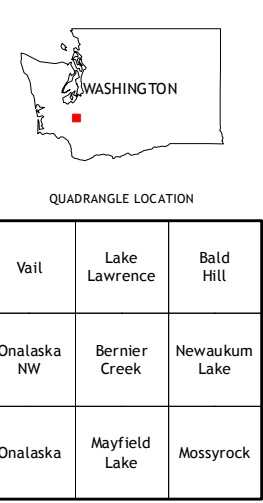 WASHINGTON
QUADRANGLE LOCATION
Vail
Lake
Lawrence
Bald
Hill
Onalaska
NW
Bernier
Creek
Newaukum
Lake
Onalaska
Mayfield
Lake
Mossyrock